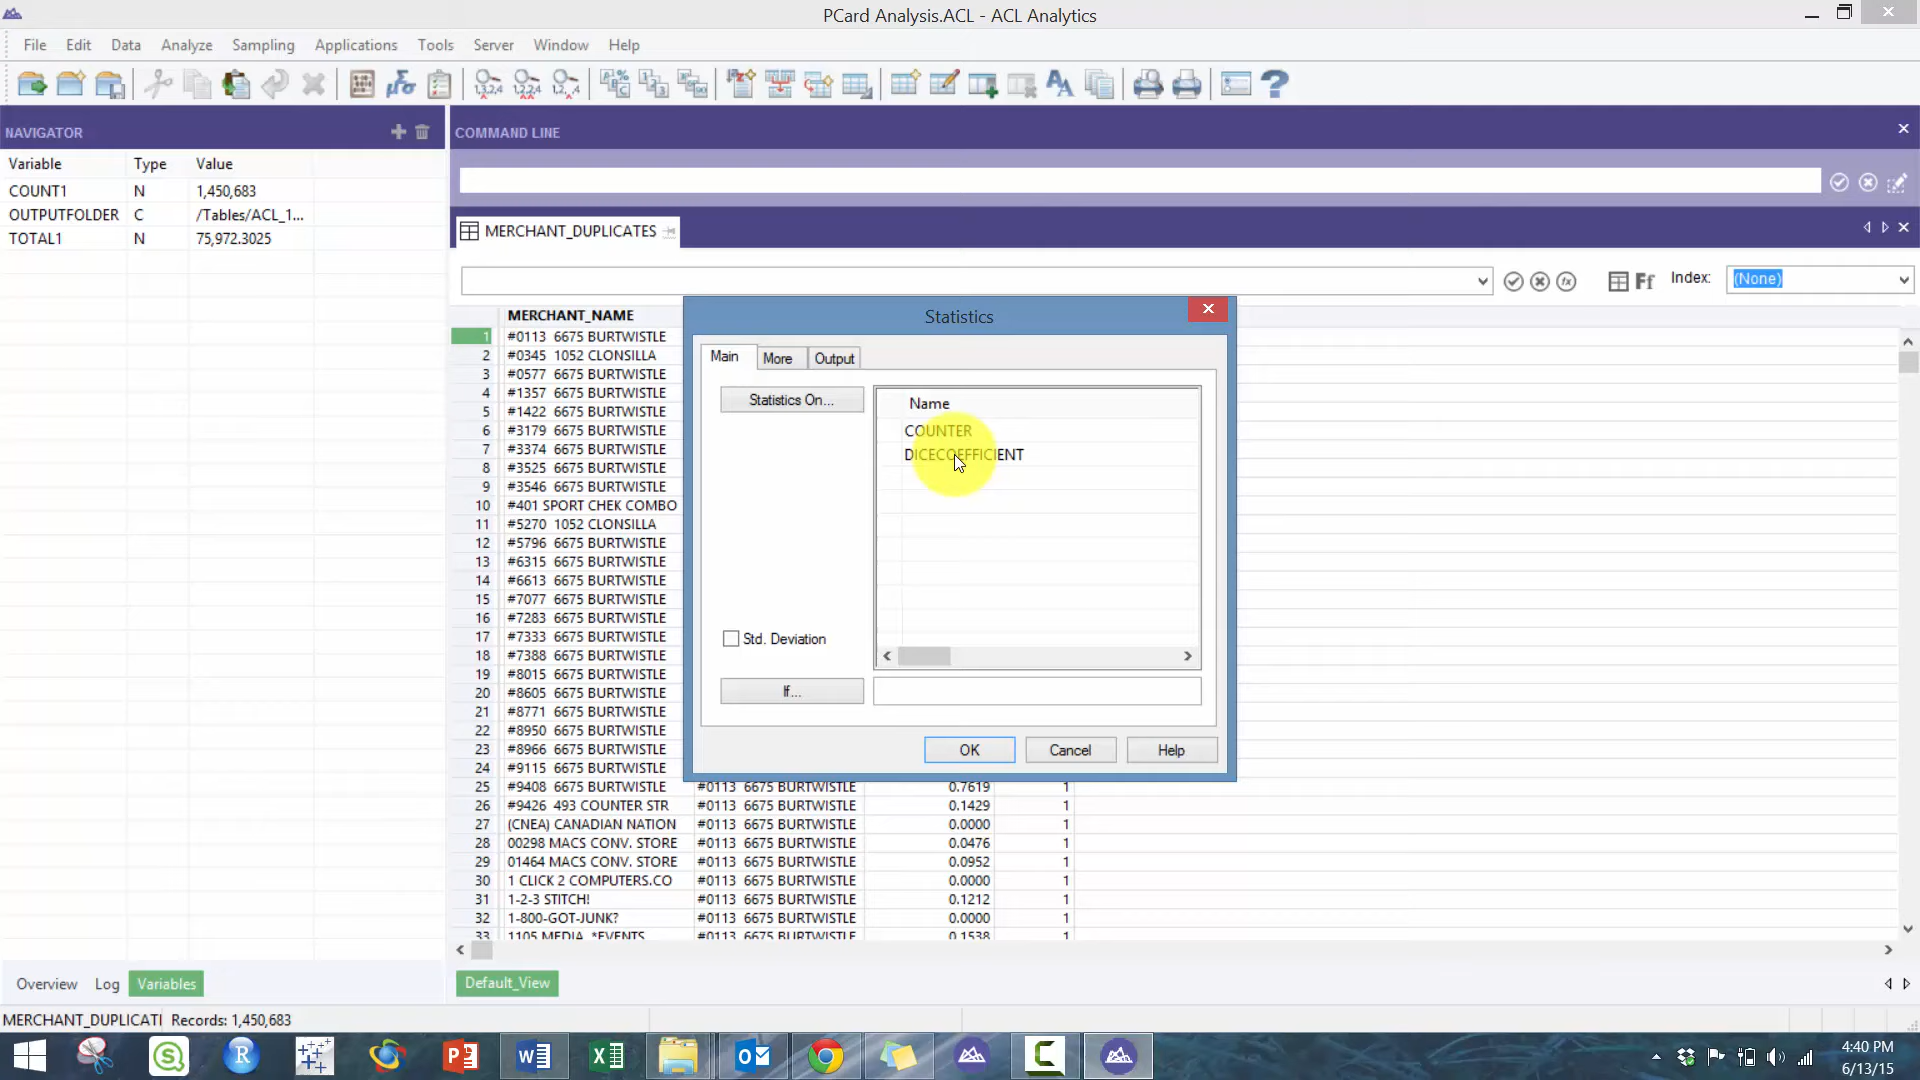 PCard Analysis.ACL - ACL Analytics
File Edit Data Analyze Sampling Applications Tools Server Window Help
NAVIGATOR
COMMAND LINE
Variable Type Value
COUNT1 N 1,450,683
OUTPUTFOLDER C /Tables/ACL_1...
TOTAL1 N 75,972.3025
MERCHANT_DUPLICATES
Index: (None)
MERCHANT_NAME
1 #0113 6675 BURTWISTLE
2 #0345 1052 CLONSILLA
3 #0577 6675 BURTWISTLE
4 #1357 6675 BURTWISTLE
5 #1422 6675 BURTWISTLE
6 #3179 6675 BURTWISTLE
7 #3374 6675 BURTWISTLE
8 #3525 6675 BURTWISTLE
9 #3546 6675 BURTWISTLE
10 #401 SPORT CHEK COMBO
11 #5270 1052 CLONSILLA
12 #5796 6675 BURTWISTLE
13 #6315 6675 BURTWISTLE
14 #6613 6675 BURTWISTLE
15 #7077 6675 BURTWISTLE
16 #7283 6675 BURTWISTLE
17 #7333 6675 BURTWISTLE
18 #7388 6675 BURTWISTLE
19 #8015 6675 BURTWISTLE
20 #8605 6675 BURTWISTLE
21 #8771 6675 BURTWISTLE
22 #8950 6675 BURTWISTLE
23 #8966 6675 BURTWISTLE
24 #9115 6675 BURTWISTLE
25 #9408 6675 BURTWISTLE #0113 6675 BURTWISTLE 0.7619 1
26 #9426 493 COUNTER STR #0113 6675 BURTWISTLE 0.1429 1
27 (CNEA) CANADIAN NATION #0113 6675 BURTWISTLE 0.0000 1
28 00298 MACS CONV. STORE #0113 6675 BURTWISTLE 0.0476 1
29 01464 MACS CONV. STORE #0113 6675 BURTWISTLE 0.0952 1
30 1 CLICK 2 COMPUTERS.CO #0113 6675 BURTWISTLE 0.0000 1
31 1-2-3 STITCH! #0113 6675 BURTWISTLE 0.1212 1
32 1-800-GOT-JUNK? #0113 6675 BURTWISTLE 0.0000 1
33 1105 MEDIA *EVENTS #0113 6675 BURTWISTLE 0.1538 1
Statistics
Main More Output
Statistics On...
Name
COUNTER
DICECOEFFICIENT
Std. Deviation
If...
OK Cancel Help
Overview Log Variables
Default_View
MERCHANT_DUPLICATI Records: 1,450,683
4:40 PM
6/13/15